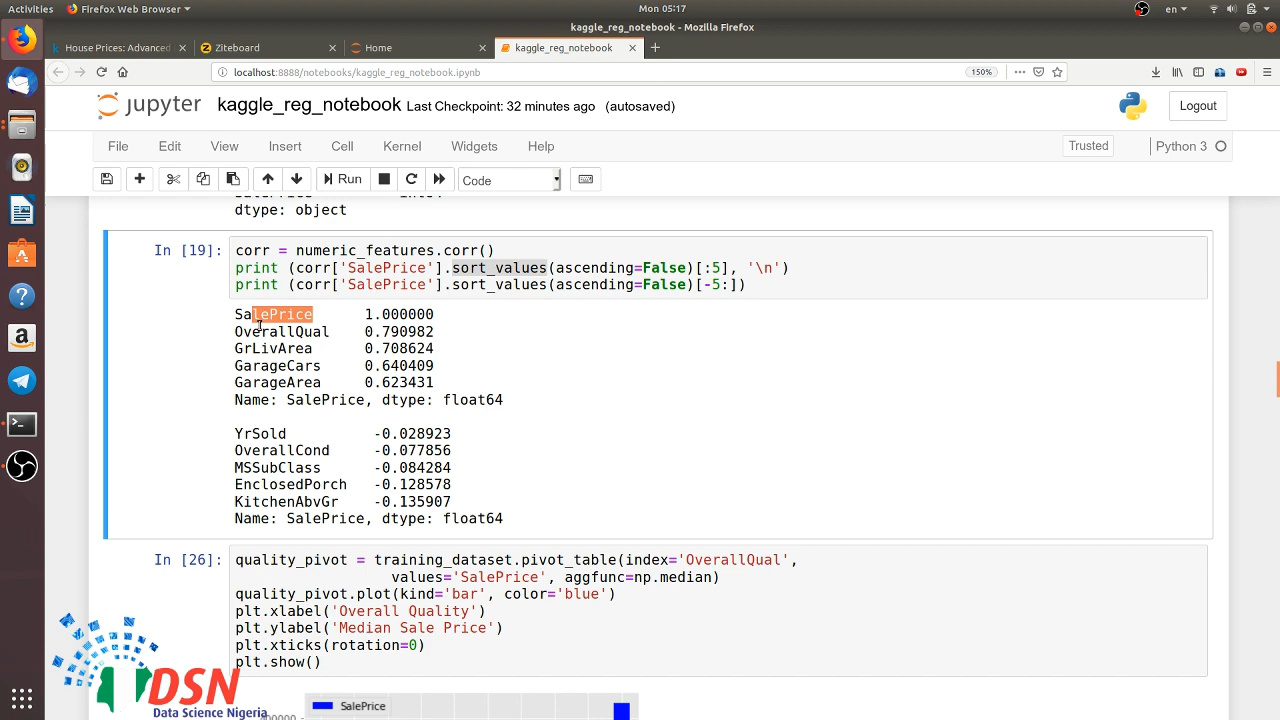 Activities Firefox Web Browser Mon 05:17 en
kaggle_reg_notebook - Mozilla Firefox
House Prices: Advanced Ziteboard Home kaggle_reg_notebook
localhost:8888/notebooks/kaggle_reg_notebook.ipynb 150%
jupyter kaggle_reg_notebook Last Checkpoint: 32 minutes ago (autosaved) Logout
File Edit View Insert Cell Kernel Widgets Help Trusted Python 3
Run Code
dtype: object
In [19]: corr = numeric_features.corr()
print (corr['SalePrice'].sort_values(ascending=False)[:5], '\n')
print (corr['SalePrice'].sort_values(ascending=False)[-5:])
SalePrice 1.000000
OverallQual 0.790982
GrLivArea 0.708624
GarageCars 0.640409
GarageArea 0.623431
Name: SalePrice, dtype: float64
YrSold -0.028923
OverallCond -0.077856
MSSubClass -0.084284
EnclosedPorch -0.128578
KitchenAbvGr -0.135907
Name: SalePrice, dtype: float64
In [26]: quality_pivot = training_dataset.pivot_table(index='OverallQual',
values='SalePrice', aggfunc=np.median)
quality_pivot.plot(kind='bar', color='blue')
plt.xlabel('Overall Quality')
plt.ylabel('Median Sale Price')
plt.xticks(rotation=0)
plt.show()
DSN
Data Science Nigeria
SalePrice